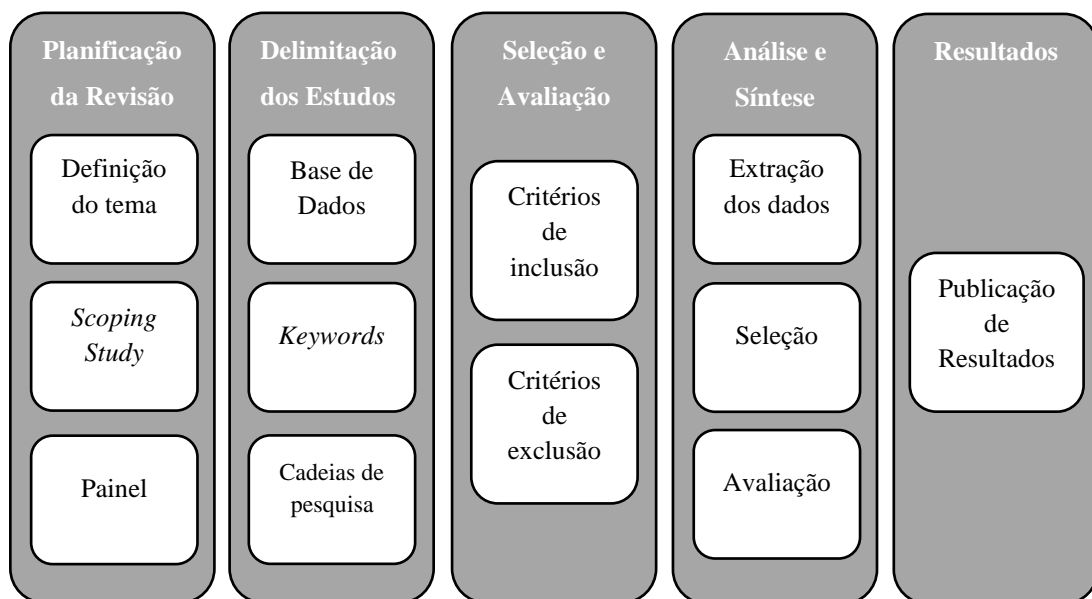 Planificação
da Revisão
Definição
do tema
Scoping
Study
Painel
Delimitação
dos Estudos
Base de
Dados
Keywords
Cadeias de
pesquisa
Seleção e
Avaliação
Critérios
de
inclusão
Critérios
de
exclusão
Análise e
Síntese
Extração
dos dados
Seleção
Avaliação
Resultados
Publicação
de
Resultados